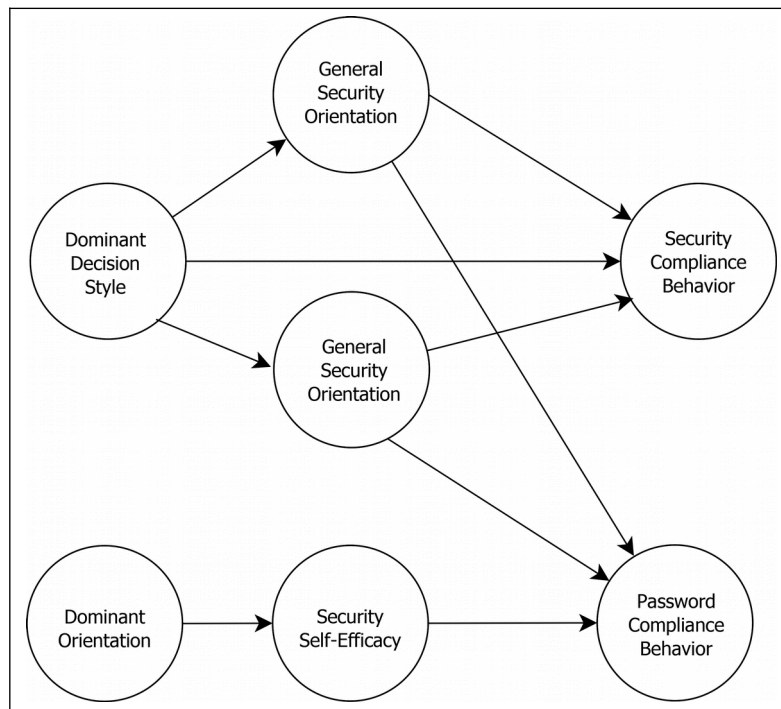 General
Security
Orientation
Dominant
Decision
Style
Security
Compliance
Behavior
General
Security
Orientation
Dominant
Orientation
Security
Self-Efficacy
Password
Compliance
Behavior